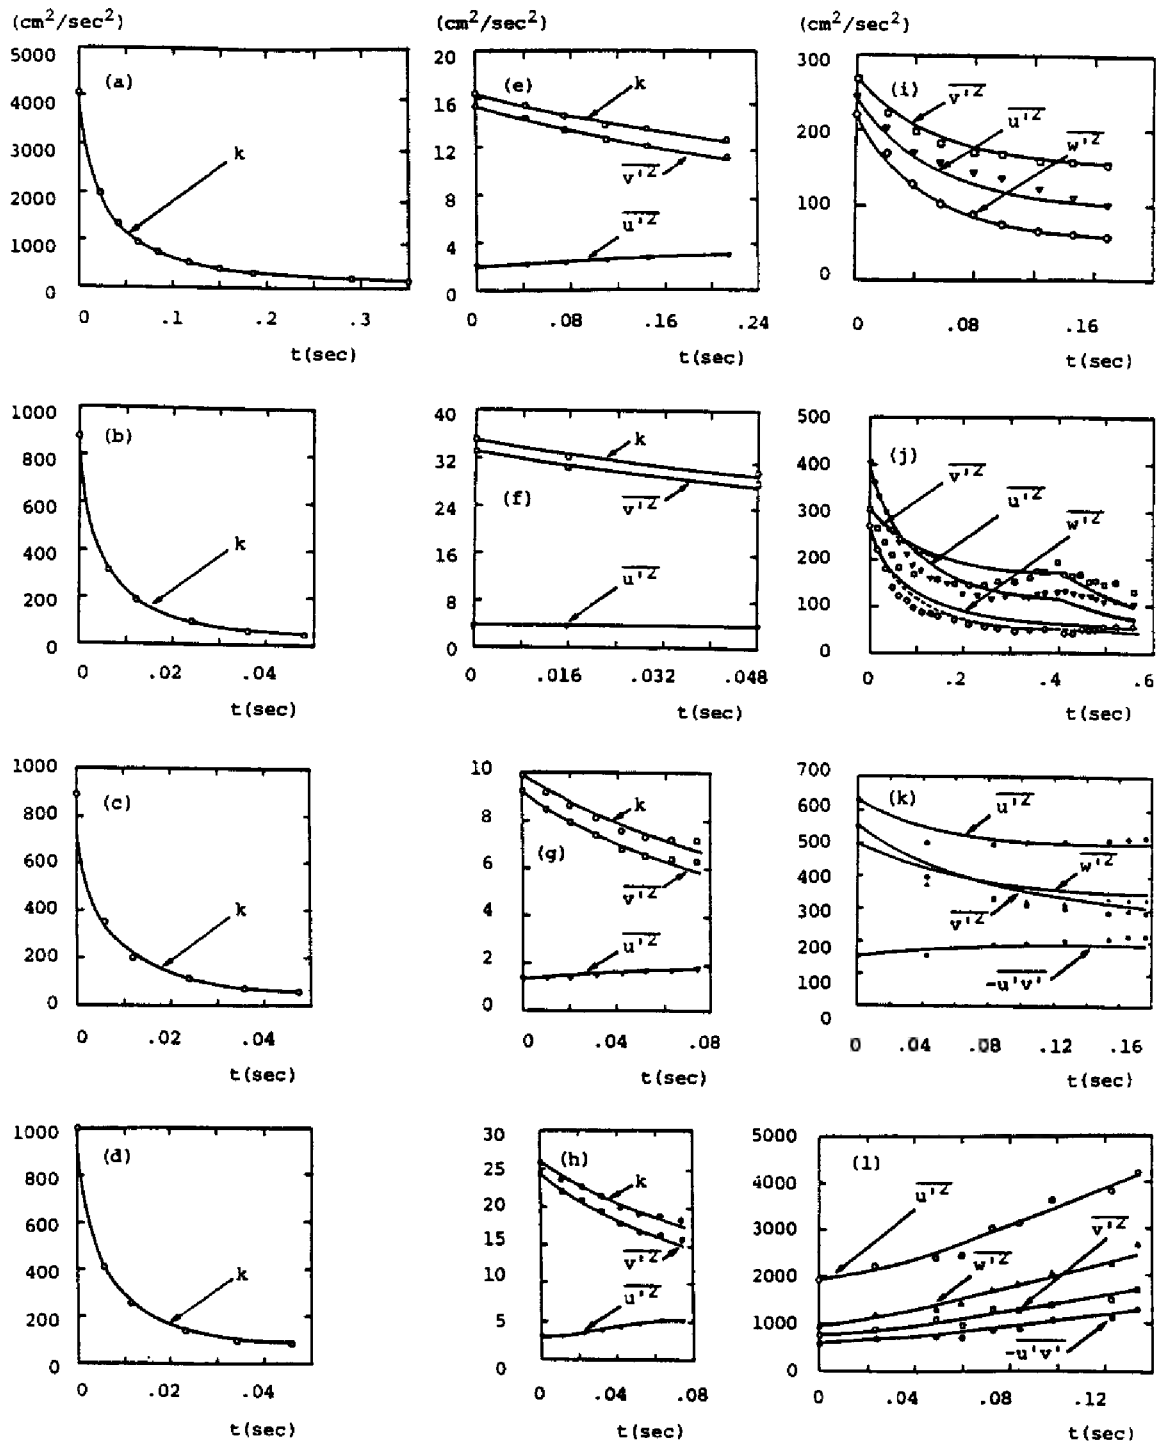 (cm²/sec²)
5000
4000
3000
2000
1000
0
(a)
k
0 .1 .2 .3
t(sec)
1000
800
600
400
200
0
(b)
k
0 .02 .04
t(sec)
1000
800
600
400
200
0
(c)
k
0 .02 .04
t(sec)
1000
800
600
400
200
0
(d)
k
0 .02 .04
t(sec)
(cm²/sec²)
20
16
12
8
4
0
(e)
k
v'²
u'²
0 .08 .16 .24
t(sec)
40
32
24
16
8
0
(f)
k
v'²
u'²
0 .016 .032 .048
t(sec)
10
8
6
4
2
0
(g)
k
v'²
u'²
0 .04 .08
t(sec)
30
25
20
15
10
5
0
(h)
k
v'²
u'²
0 .04 .08
t(sec)
(cm²/sec²)
300
200
100
0
(i)
v'²
u'²
w'²
0 .08 .16
t(sec)
500
400
300
200
100
0
(j)
v'²
u'²
w'²
0 .2 .4 .6
t(sec)
700
600
500
400
300
200
100
0
(k)
u'²
w'²
v'²
-u'v'
0 .04 .08 .12 .16
t(sec)
5000
4000
3000
2000
1000
0
(l)
u'²
w'²
v'²
-u'v'
0 .04 .08 .12
t(sec)